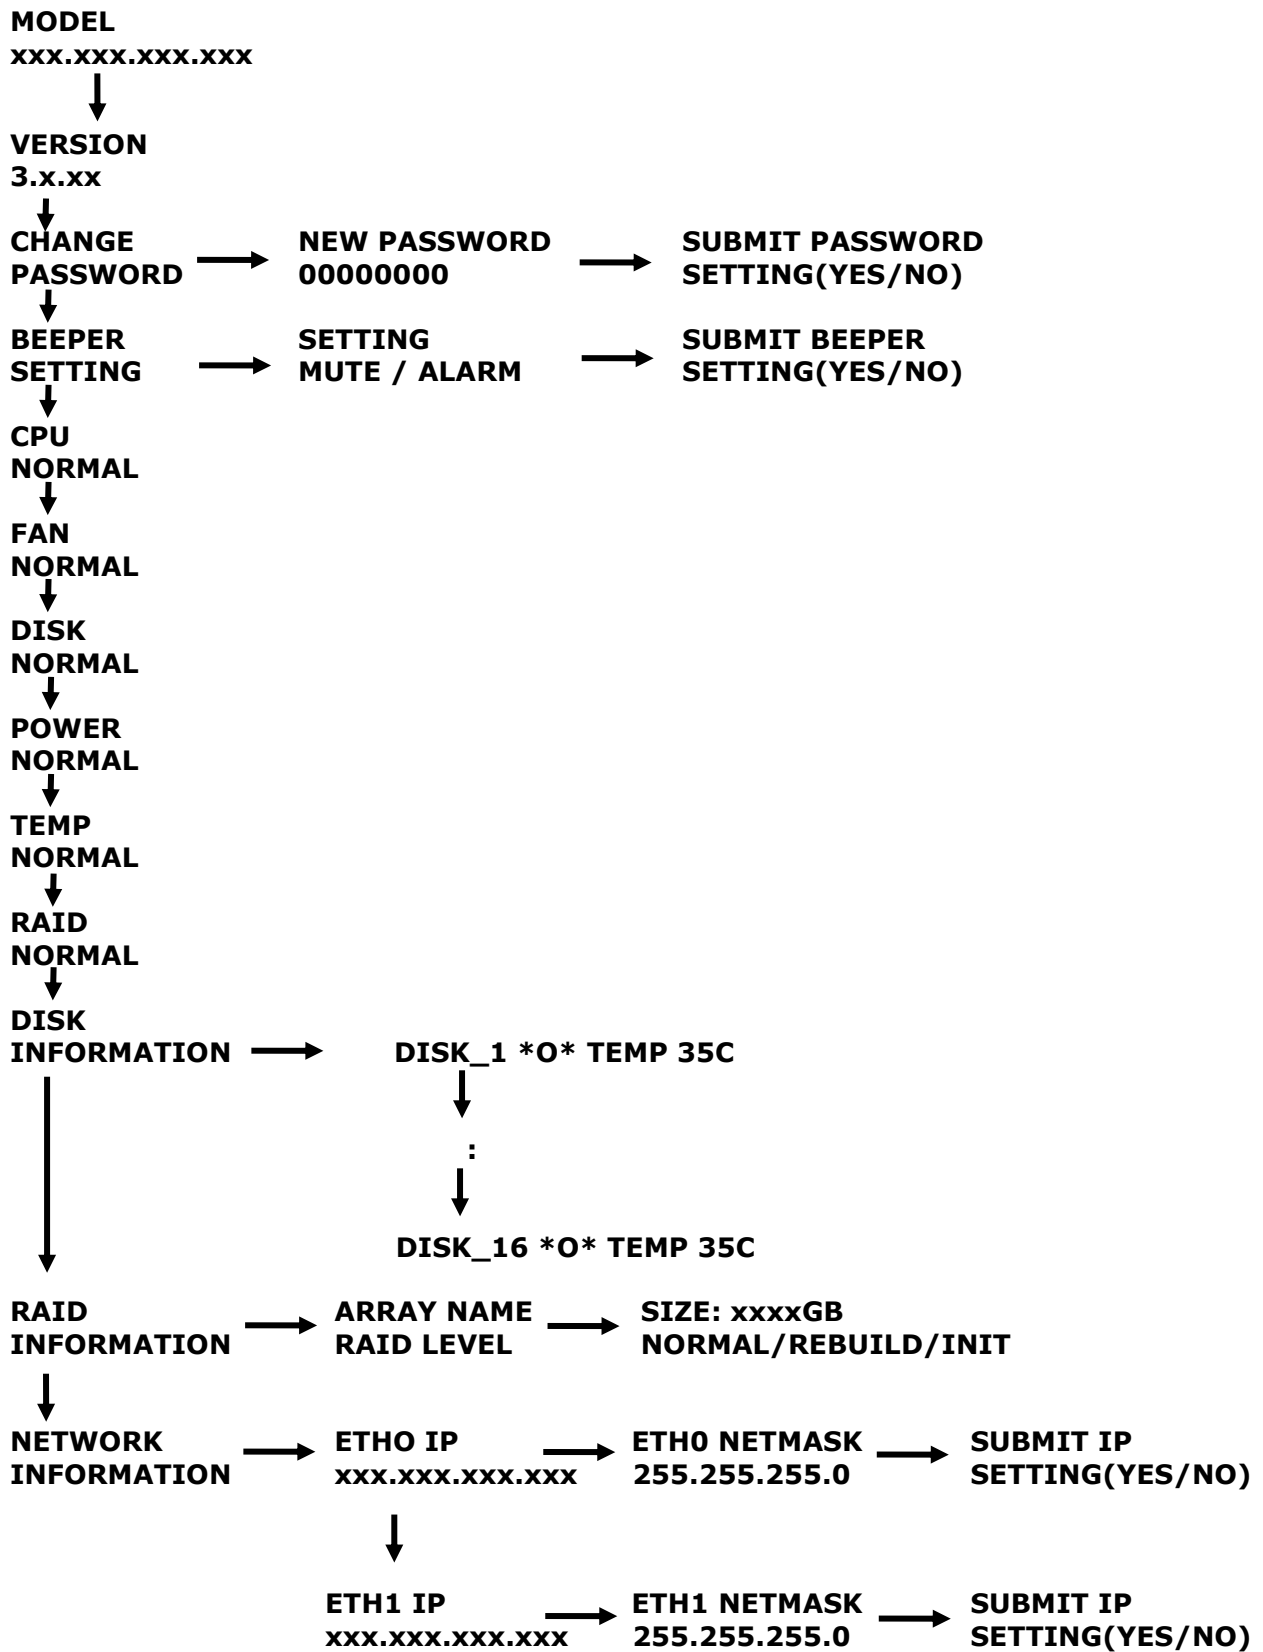 MODEL
xxx.xxx.xxx.xxx
VERSION
3.x.xx
CHANGE
PASSWORD
NEW PASSWORD
00000000
SUBMIT PASSWORD
SETTING(YES/NO)
BEEPER
SETTING
SETTING
MUTE / ALARM
SUBMIT BEEPER
SETTING(YES/NO)
CPU
NORMAL
FAN
NORMAL
DISK
NORMAL
POWER
NORMAL
TEMP
NORMAL
RAID
NORMAL
DISK
INFORMATION
DISK_1 *O* TEMP 35C
:
DISK_16 *O* TEMP 35C
RAID
INFORMATION
ARRAY NAME
RAID LEVEL
SIZE: xxxxGB
NORMAL/REBUILD/INIT
NETWORK
INFORMATION
ETHO IP
xxx.xxx.xxx.xxx
ETH0 NETMASK
255.255.255.0
SUBMIT IP
SETTING(YES/NO)
ETH1 IP
xxx.xxx.xxx.xxx
ETH1 NETMASK
255.255.255.0
SUBMIT IP
SETTING(YES/NO)